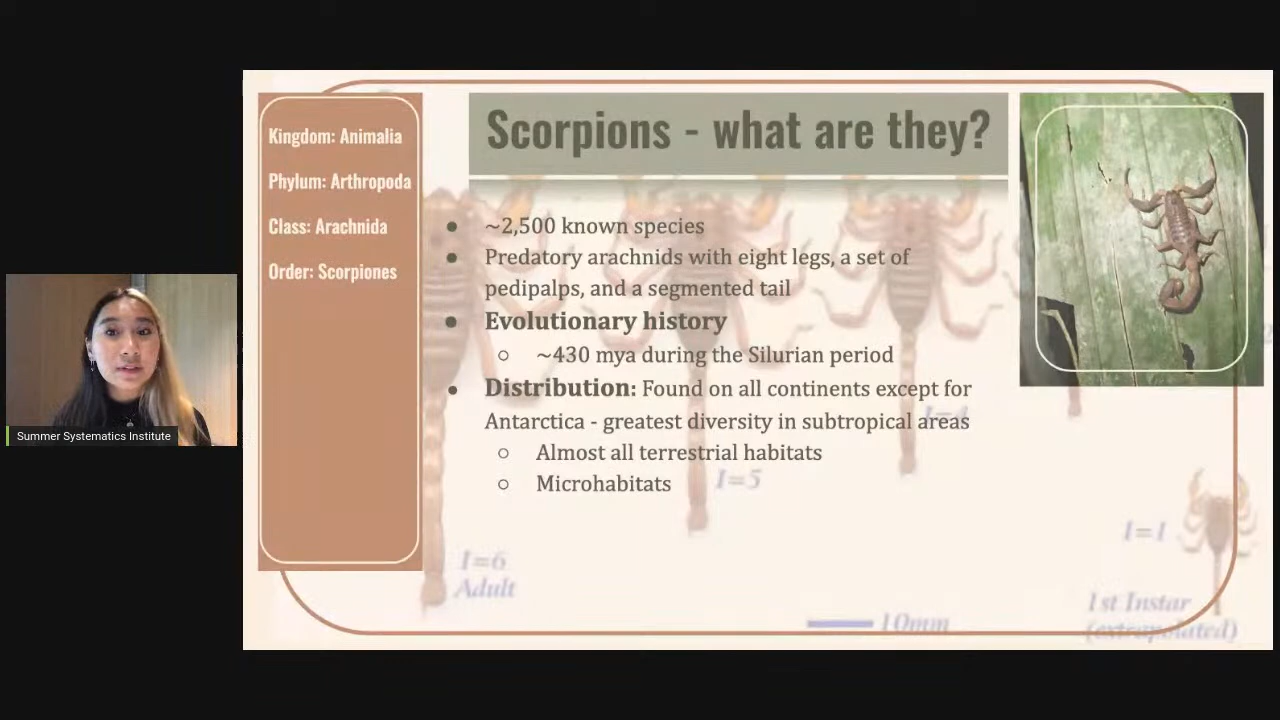 Scorpions - what are they?
Kingdom: Animalia
Phylum: Arthropoda
Class: Arachnida
Order: Scorpiones
● ~2,500 known species
● Predatory arachnids with eight legs, a set of
pedipalps, and a segmented tail
● Evolutionary history
○ ~430 mya during the Silurian period
● Distribution: Found on all continents except for
Antarctica - greatest diversity in subtropical areas
○ Almost all terrestrial habitats
○ Microhabitats
I=4
I=5
I=6
Adult
I=1
1st Instar
(extrapolated)
10mm
Summer Systematics Institute